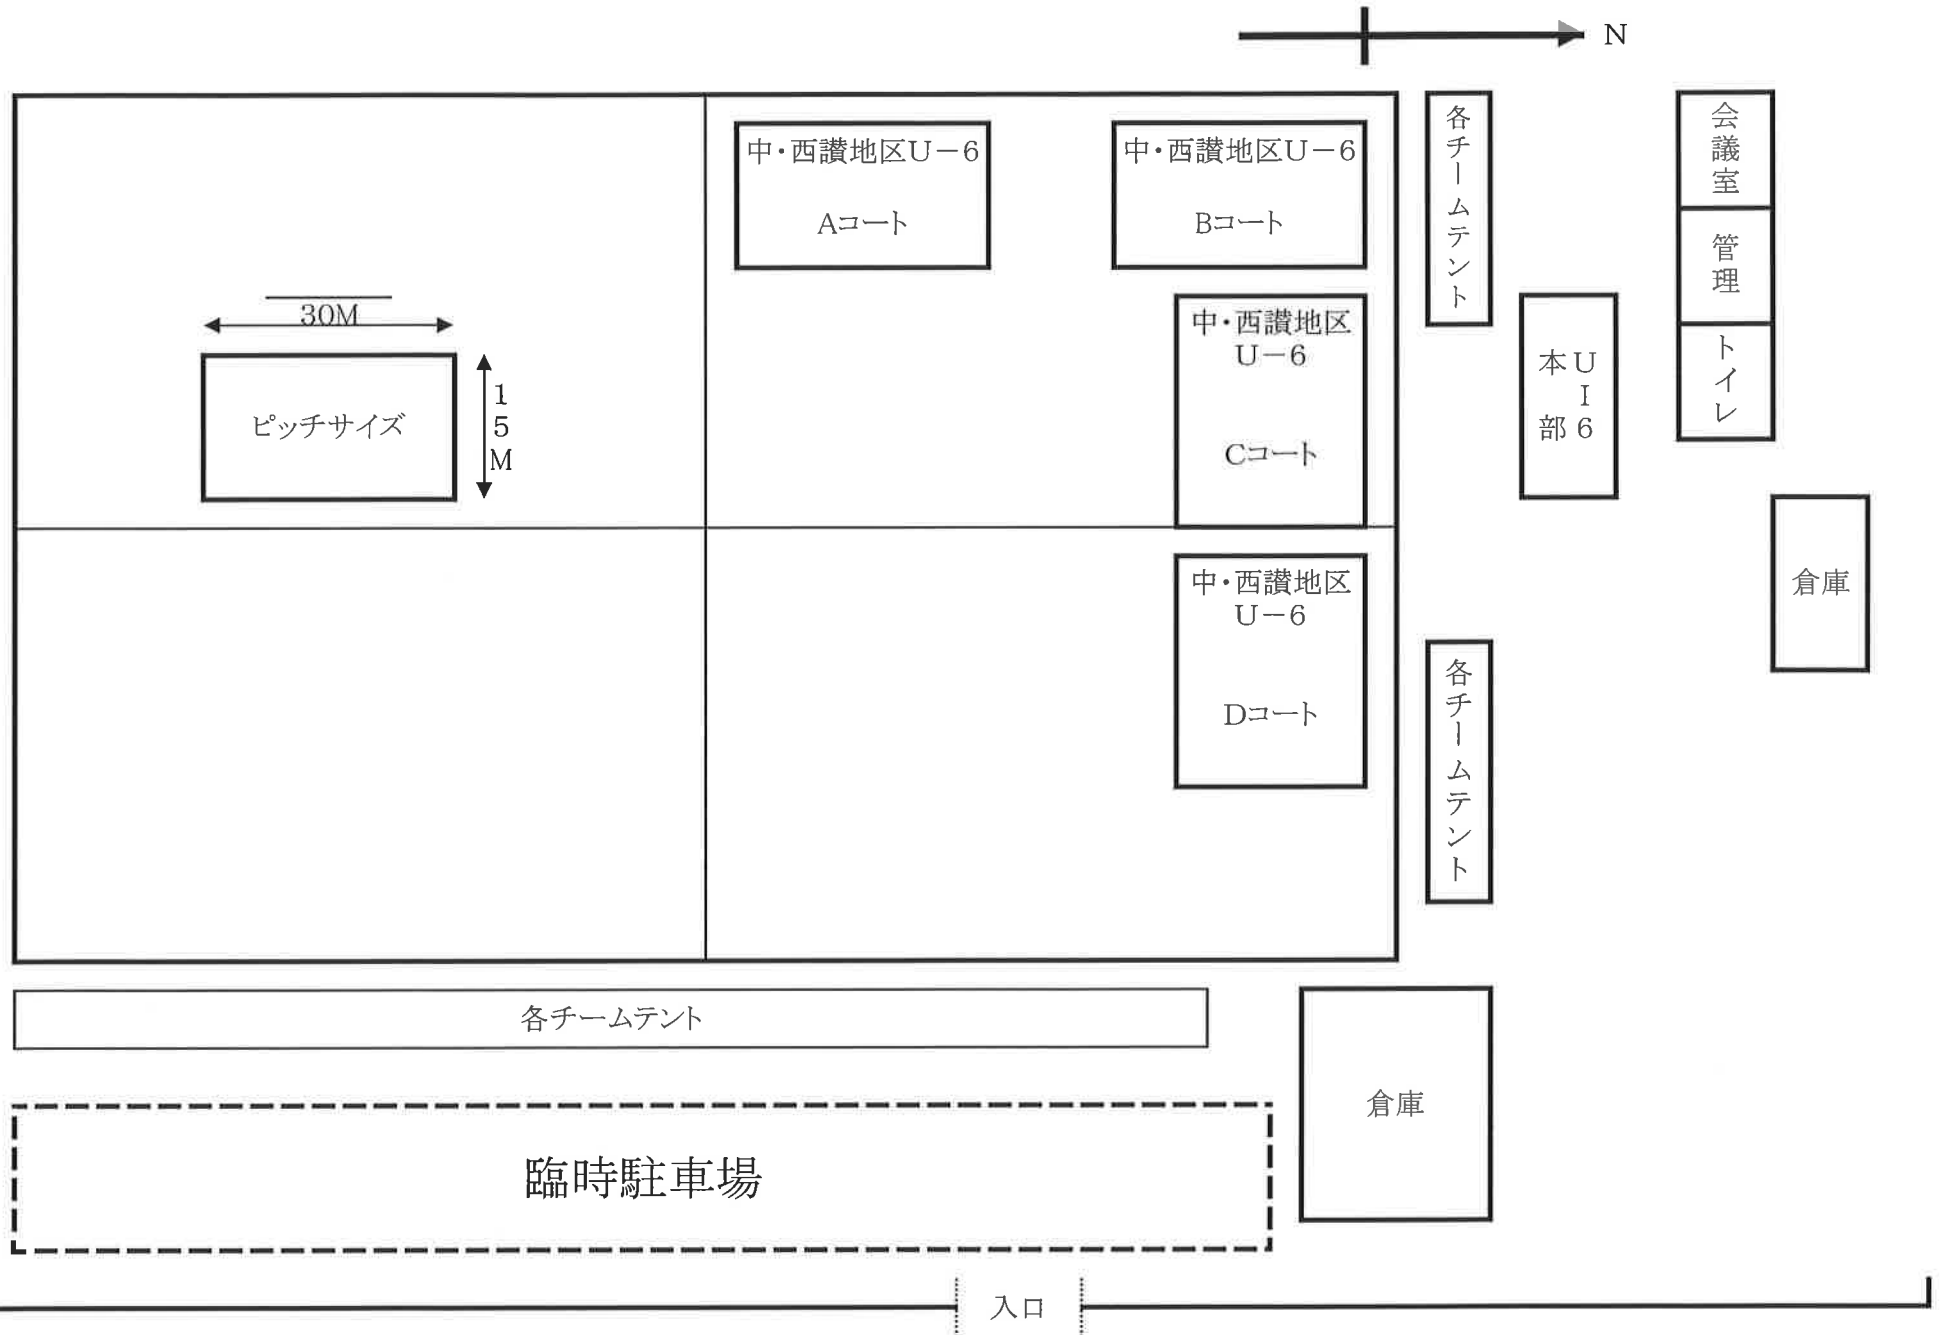 N
中・西讃地区U－6
Aコート
中・西讃地区U－6
Bコート
各チームテント
会議室
管理
トイレ
30M
15M
ピッチサイズ
中・西讃地区
U－6
Cコート
UI6
本部
倉庫
中・西讃地区
U－6
Dコート
各チームテント
各チームテント
倉庫
臨時駐車場
入口